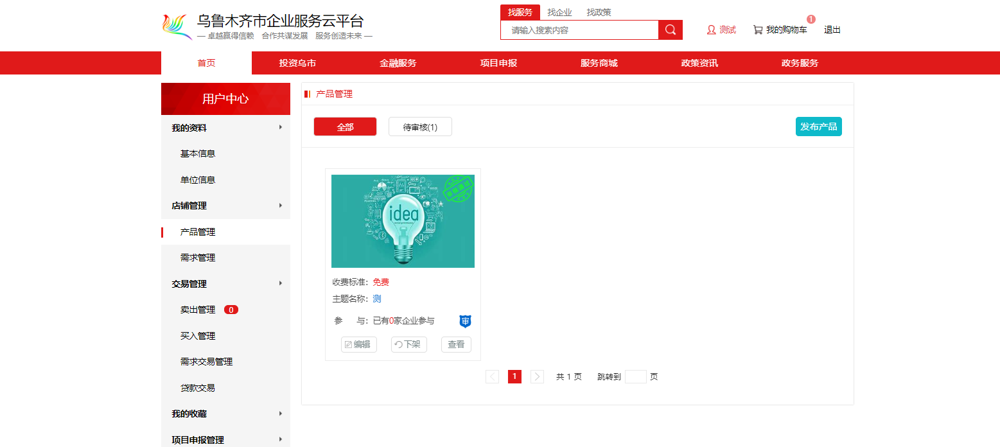 找服务 找企业 找政策
乌鲁木齐市企业服务云平台
— 卓越赢得信赖 合作共谋发展 服务创造未来 —
请输入搜索内容
测试 我的购物车 1 退出
首页 投资乌市 金融服务 项目申报 服务商城 政策资讯 政务服务
用户中心
我的资料
基本信息
单位信息
店铺管理
产品管理
需求管理
交易管理
卖出管理 0
买入管理
需求交易管理
贷款交易
我的收藏
项目申报管理
产品管理
全部 待审核(1) 发布产品
idea
收费标准：免费
主题名称：测
参 与：已有0家企业参与 审
编辑 下架 查看
< 1 > 共 1 页 跳转到 页